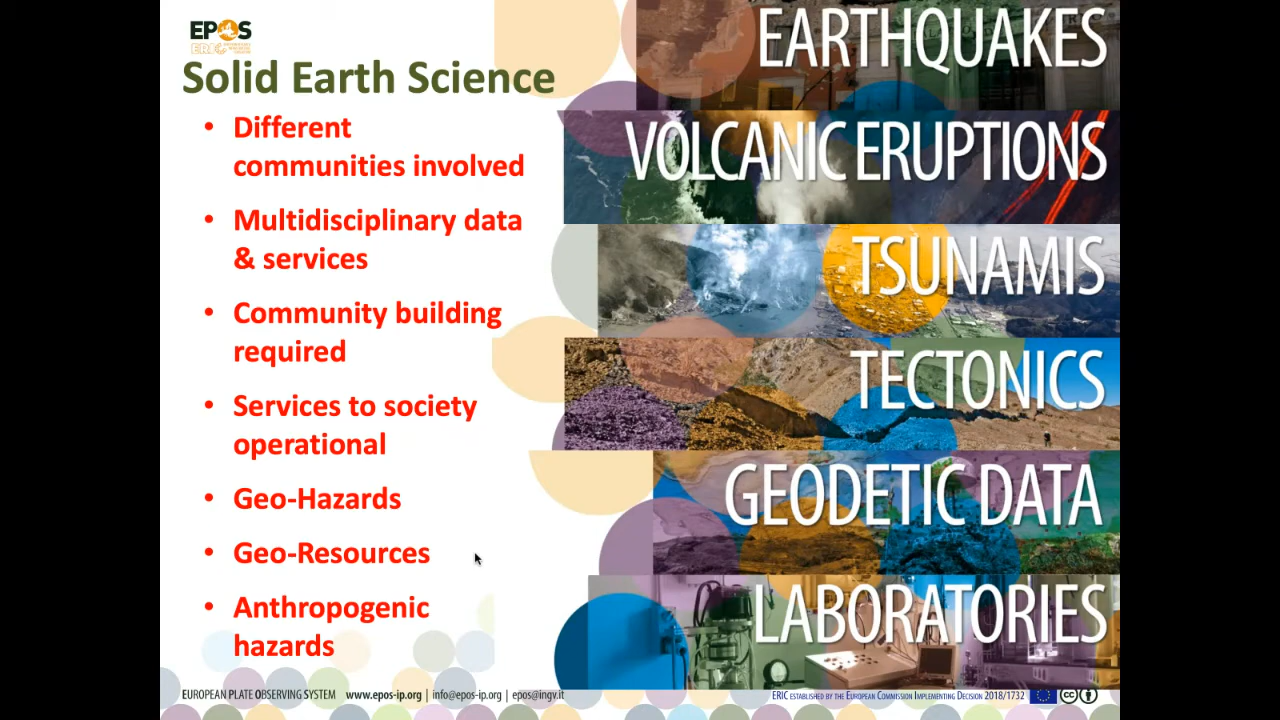 EPOS
ERIC
Solid Earth Science
• Different
communities involved
• Multidisciplinary data
& services
• Community building
required
• Services to society
operational
• Geo-Hazards
• Geo-Resources
• Anthropogenic
hazards
EARTHQUAKES
VOLCANIC ERUPTIONS
TSUNAMIS
TECTONICS
GEODETIC DATA
LABORATORIES
EUROPEAN PLATE OBSERVING SYSTEM www.epos-ip.org | info@epos-ip.org | epos@ingv.it
ERIC ESTABLISHED BY THE EUROPEAN COMMISSION IMPLEMENTING DECISION 2018/1732